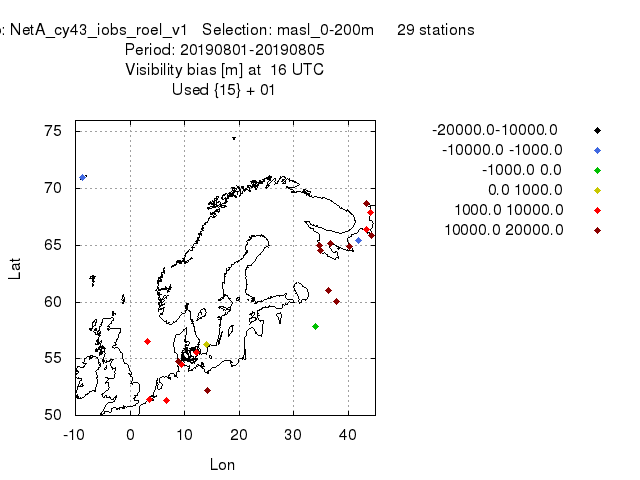 : NetA_cy43_iobs_roel_v1 Selection: masl_0-200m 29 stations
Period: 20190801-20190805
Visibility bias [m] at 16 UTC
Used {15} + 01
-20000.0-10000.0
-10000.0 -1000.0
-1000.0 0.0
0.0 1000.0
1000.0 10000.0
10000.0 20000.0
75
70
65
60
55
50
Lat
-10 0 10 20 30 40
Lon